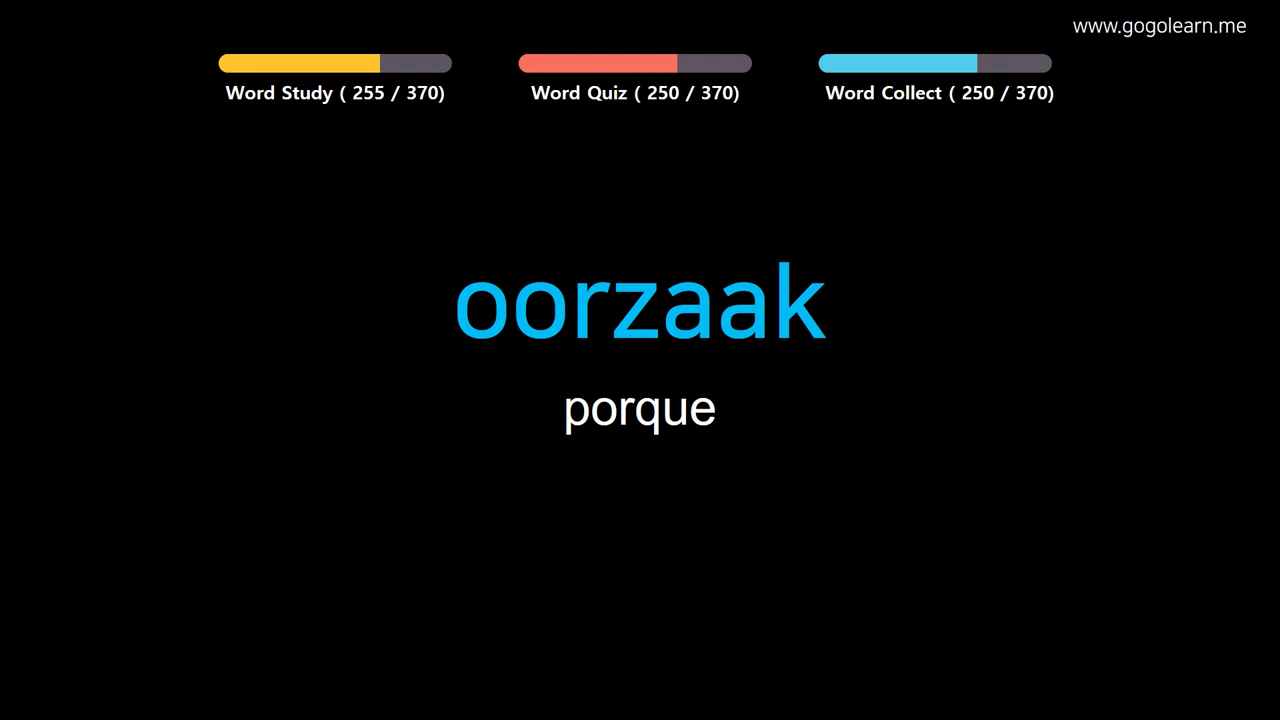 www.gogolearn.me
Word Study ( 255 / 370)
Word Quiz ( 250 / 370)
Word Collect ( 250 / 370)
oorzaak
porque